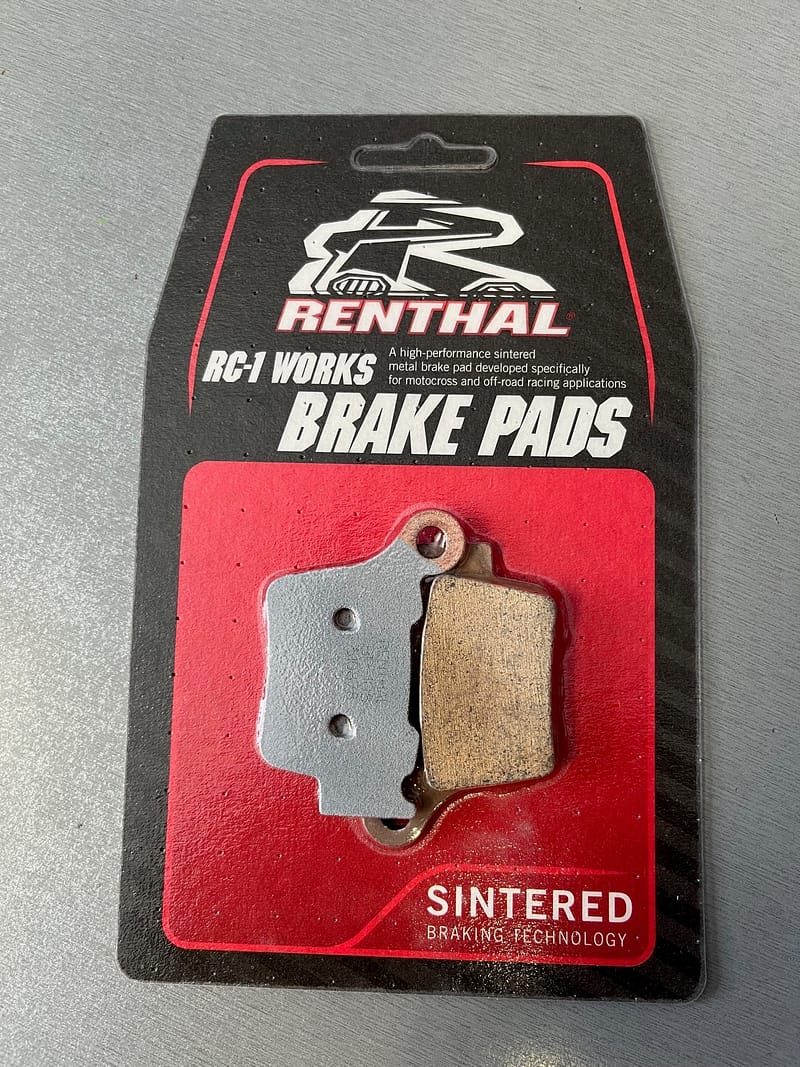 RENTHAL®
RC-1 WORKS
A high-performance sintered
metal brake pad developed specifically
for motocross and off-road racing applications
BRAKE PADS
SINTERED
BRAKING TECHNOLOGY